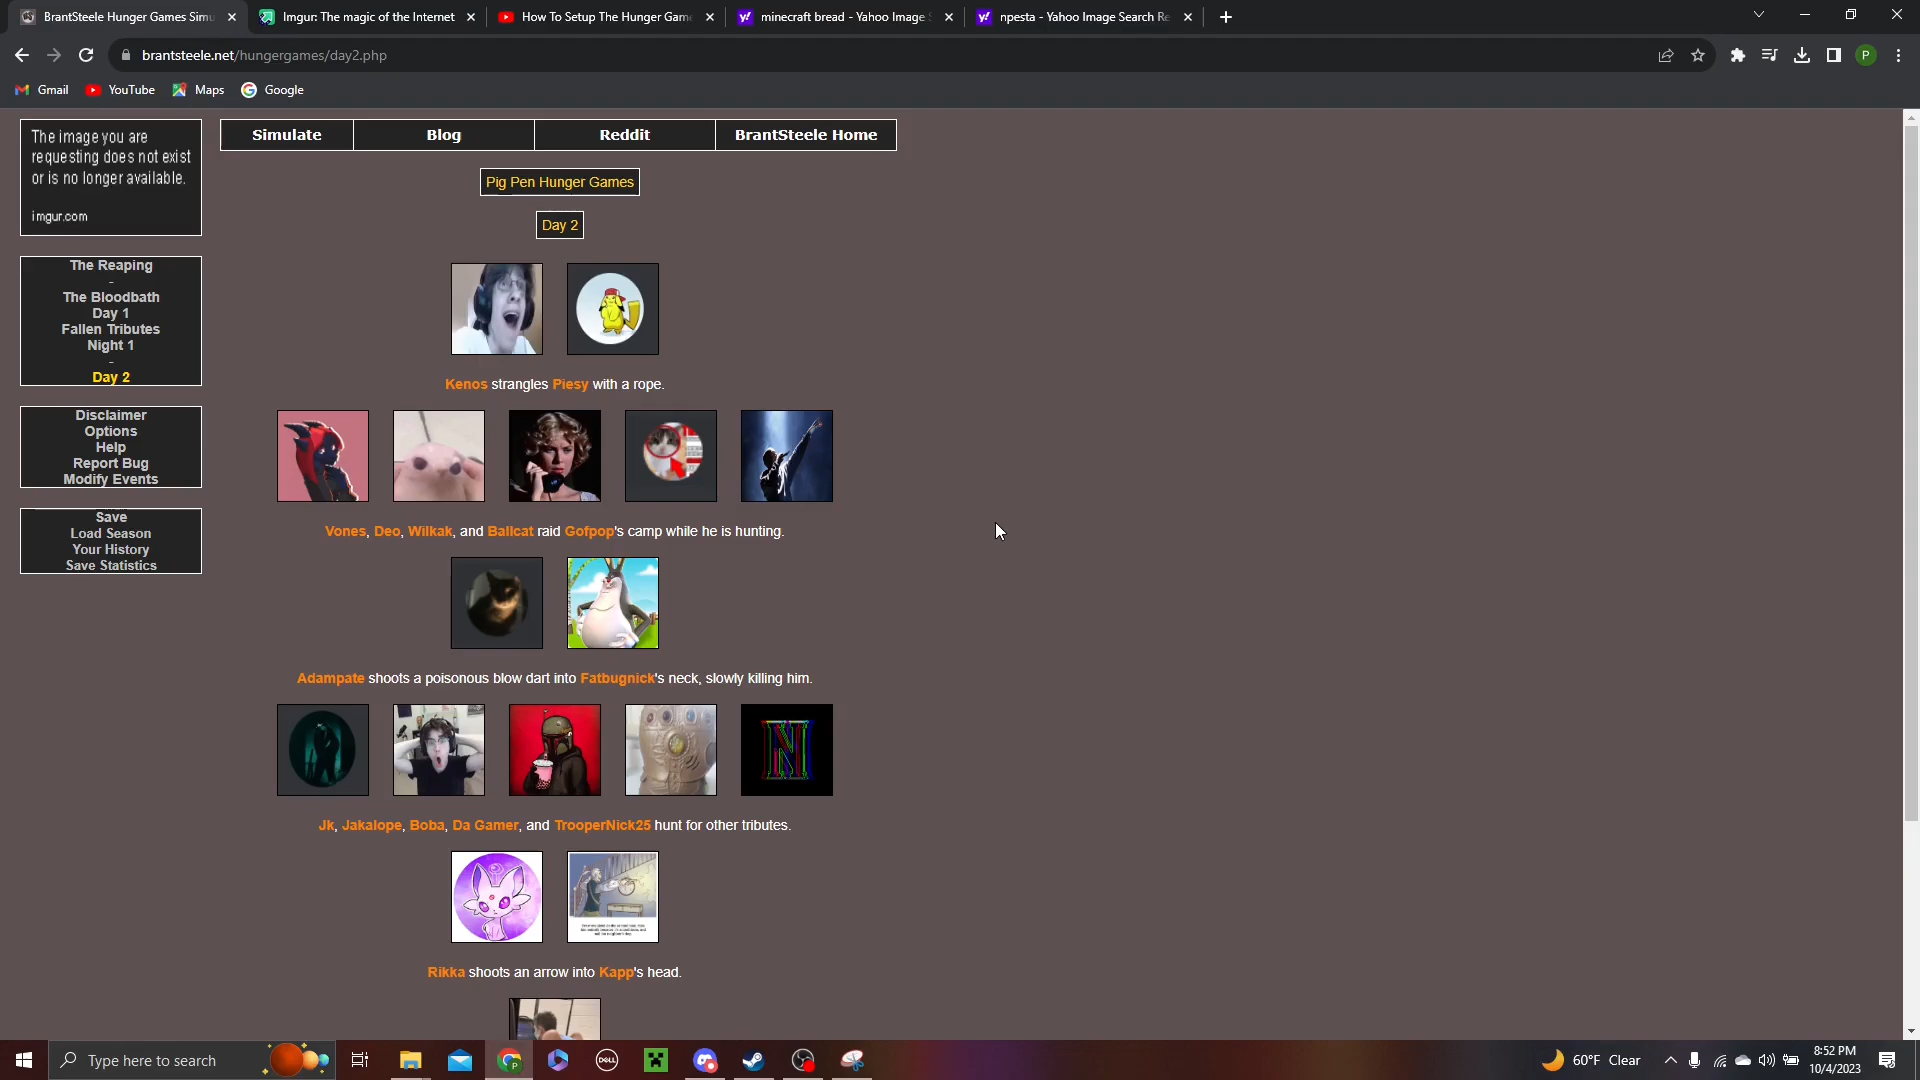 BrantSteele Hunger Games Simu
Imgur: The magic of the Internet
How To Setup The Hunger Gam
minecraft bread - Yahoo Image S
npesta - Yahoo Image Search Re
brantsteele.net/hungergames/day2.php
P
Gmail
YouTube
Maps
Google
The image you are
requesting does not exist
or is no longer available.
imgur.com
Simulate
Blog
Reddit
BrantSteele Home
Pig Pen Hunger Games
Day 2
The Reaping
-
The Bloodbath
Day 1
Fallen Tributes
Night 1
-
Day 2
Disclaimer
Options
Help
Report Bug
Modify Events
Save
Load Season
Your History
Save Statistics
Kenos strangles Piesy with a rope.
Vones, Deo, Wilkak, and Ballcat raid Gofpop's camp while he is hunting.
Adampate shoots a poisonous blow dart into Fatbugnick's neck, slowly killing him.
N
Jk, Jakalope, Boba, Da Gamer, and TrooperNick25 hunt for other tributes.
Rikka shoots an arrow into Kapp's head.
Type here to search
DELL
60°F Clear
8:52 PM
10/4/2023